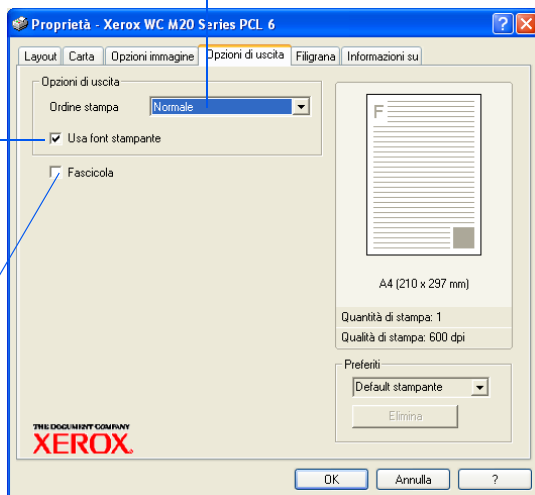 Proprietà - Xerox WC M20 Series PCL 6
Layout Carta Opzioni immagine Opzioni di uscita Filigrana Informazioni su
Opzioni di uscita
Ordine stampa Normale
Usa font stampante
Fascicola
F
A4 (210 x 297 mm)
Quantità di stampa: 1
Qualità di stampa: 600 dpi
Preferiti
Default stampante
Elimina
THE DOCUMENT COMPANY
XEROX.
OK Annulla ?